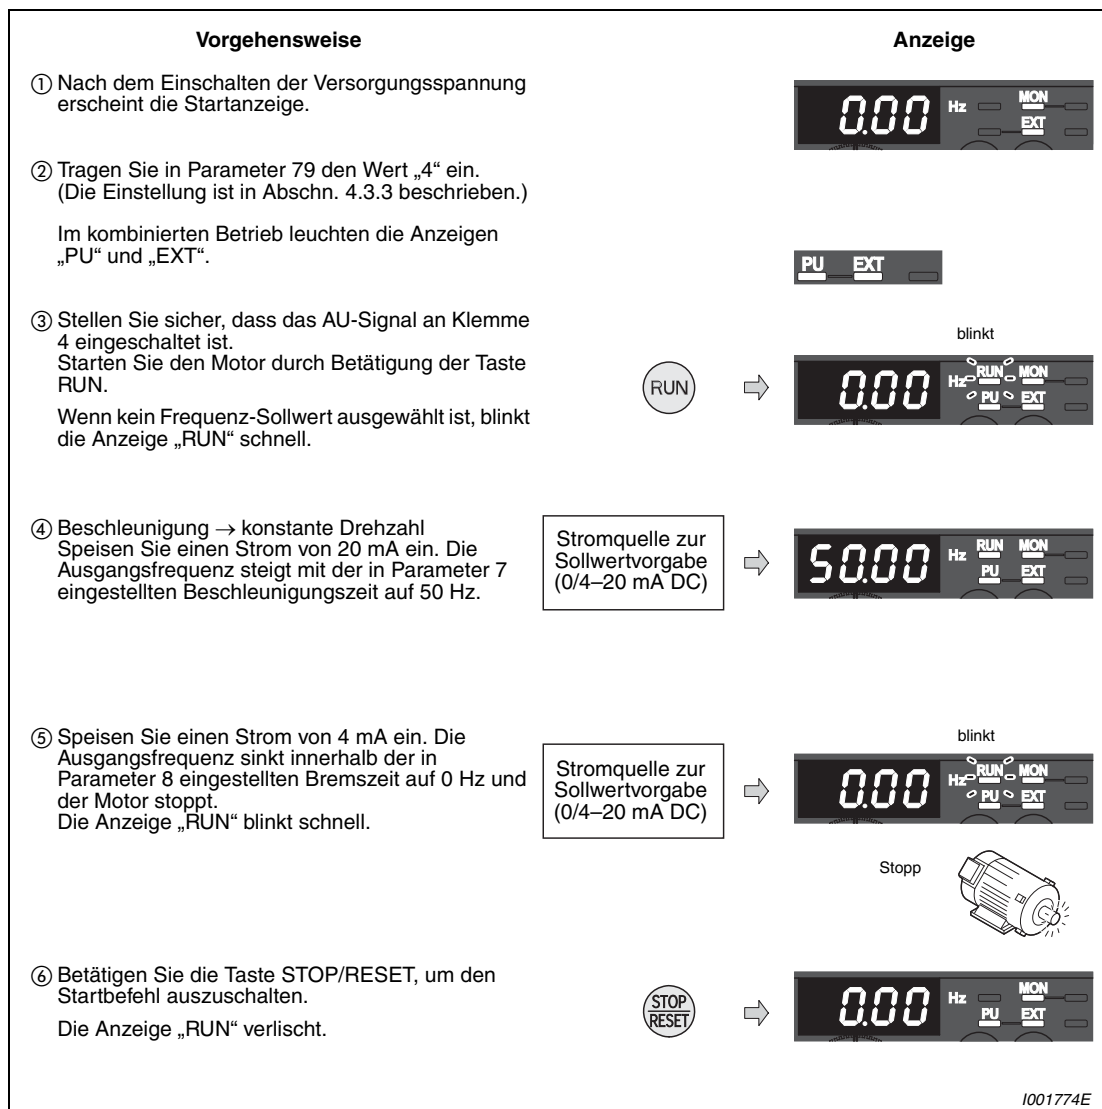 Vorgehensweise
Anzeige
① Nach dem Einschalten der Versorgungsspannung
erscheint die Startanzeige.
0.00 Hz MON
EXT
② Tragen Sie in Parameter 79 den Wert „4“ ein.
(Die Einstellung ist in Abschn. 4.3.3 beschrieben.)
Im kombinierten Betrieb leuchten die Anzeigen
„PU“ und „EXT“.
PU EXT
③ Stellen Sie sicher, dass das AU-Signal an Klemme
4 eingeschaltet ist.
Starten Sie den Motor durch Betätigung der Taste
RUN.
Wenn kein Frequenz-Sollwert ausgewählt ist, blinkt
die Anzeige „RUN“ schnell.
RUN
blinkt
0.00 Hz RUN MON
PU EXT
④ Beschleunigung → konstante Drehzahl
Speisen Sie einen Strom von 20 mA ein. Die
Ausgangsfrequenz steigt mit der in Parameter 7
eingestellten Beschleunigungszeit auf 50 Hz.
Stromquelle zur
Sollwertvorgabe
(0/4–20 mA DC)
50.00 Hz RUN MON
PU EXT
⑤ Speisen Sie einen Strom von 4 mA ein. Die
Ausgangsfrequenz sinkt innerhalb der in
Parameter 8 eingestellten Bremszeit auf 0 Hz und
der Motor stoppt.
Die Anzeige „RUN“ blinkt schnell.
Stromquelle zur
Sollwertvorgabe
(0/4–20 mA DC)
blinkt
0.00 Hz RUN MON
PU EXT
Stopp
⑥ Betätigen Sie die Taste STOP/RESET, um den
Startbefehl auszuschalten.
Die Anzeige „RUN“ verlischt.
STOP
RESET
0.00 Hz MON
PU EXT
I001774E